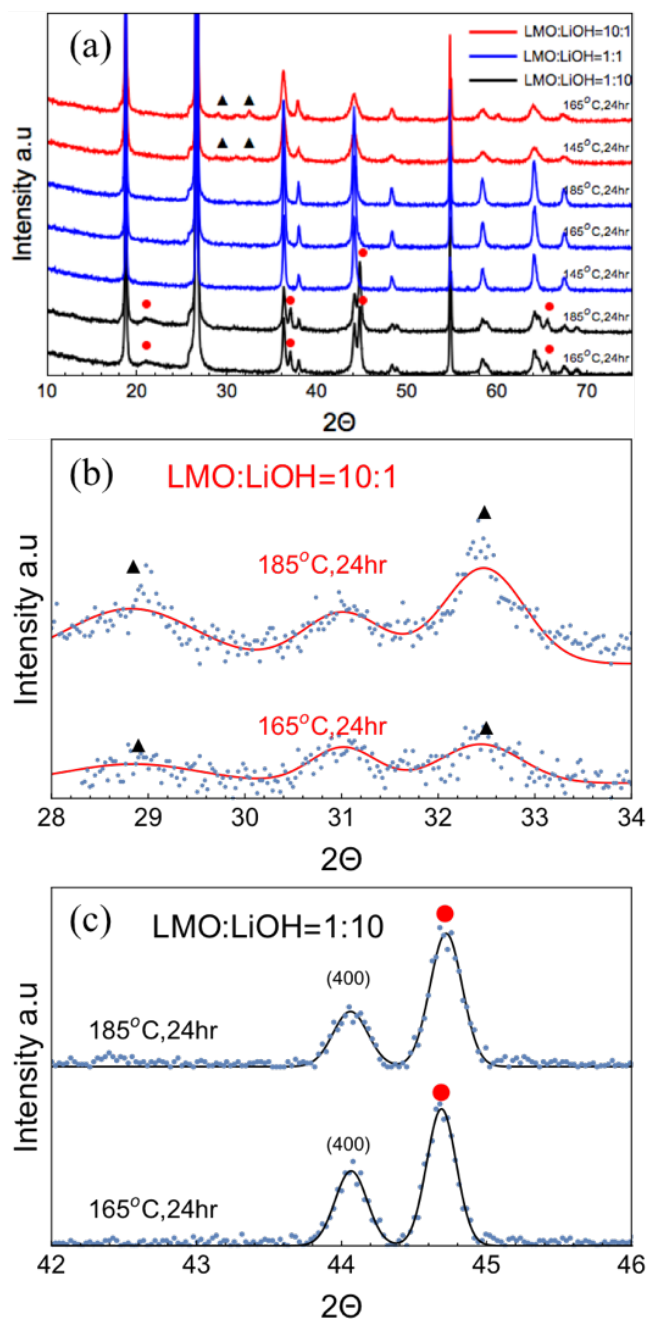 (a)
LMO:LiOH=10:1
LMO:LiOH=1:1
LMO:LiOH=1:10
165°C,24hr
145°C,24hr
185°C,24hr
165°C,24hr
145°C,24hr
185°C,24hr
165°C,24hr
Intensity a.u
10 20 30 40 50 60 70
2Θ
(b)
LMO:LiOH=10:1
185°C,24hr
165°C,24hr
Intensity a.u
28 29 30 31 32 33 34
2Θ
(c)
LMO:LiOH=1:10
(400)
185°C,24hr
(400)
165°C,24hr
Intensity a.u
42 43 44 45 46
2Θ